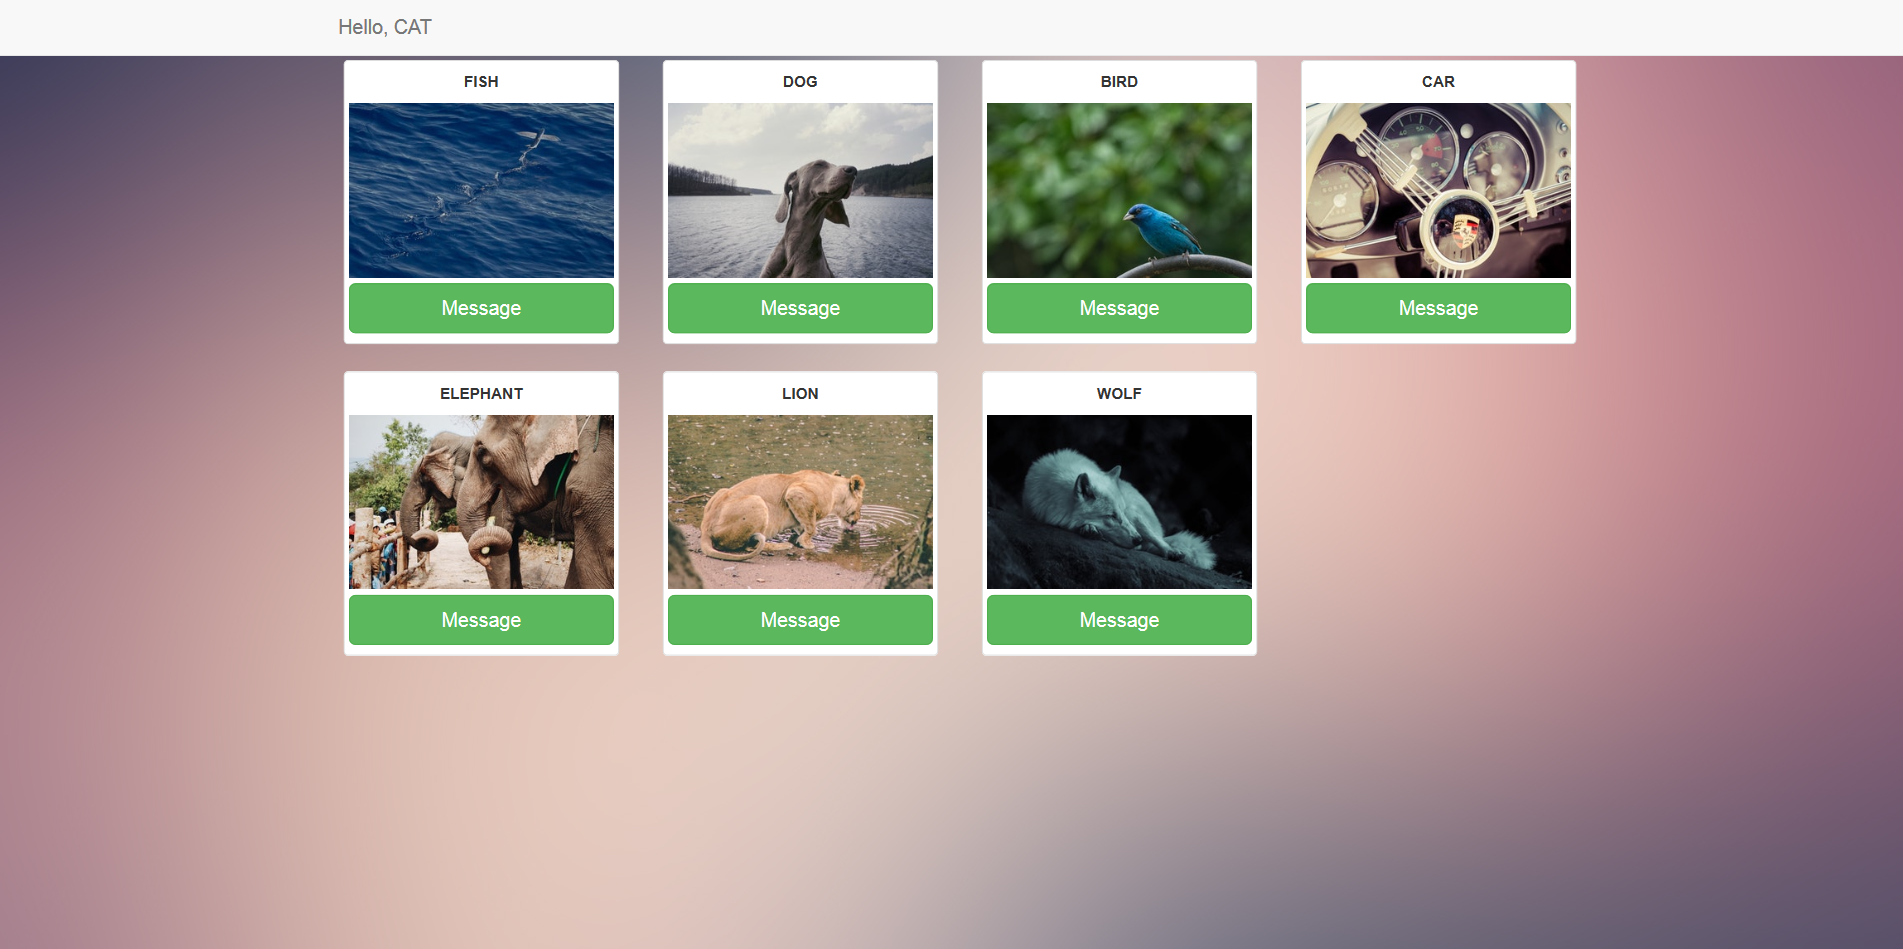 Hello, CAT
FISH
DOG
BIRD
CAR
Message
Message
Message
Message
ELEPHANT
LION
WOLF
Message
Message
Message